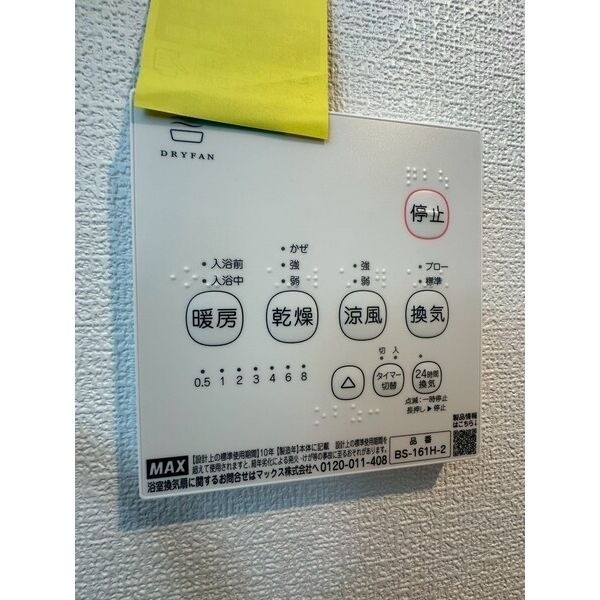 DRYFAN
停止
かぜ
入浴前 強 強 ブロー
入浴中 弱 弱 標準
暖房 乾燥 涼風 換気
切 入
0.5 1 2 3 4 6 8
△ タイマー切替 24時間換気
点滅:一時停止
長押し▶停止
製品情報
はこちら↓
MAX
【設計上の標準使用期間】10年【製造年】本体に記載 設計上の標準使用期間を
超えて使用されますと、経年劣化による発火・けが等の事故に至るおそれがあります。
浴室換気扇に関するお問合せはマックス株式会社へ 0120-011-408
品番
BS-161H-2